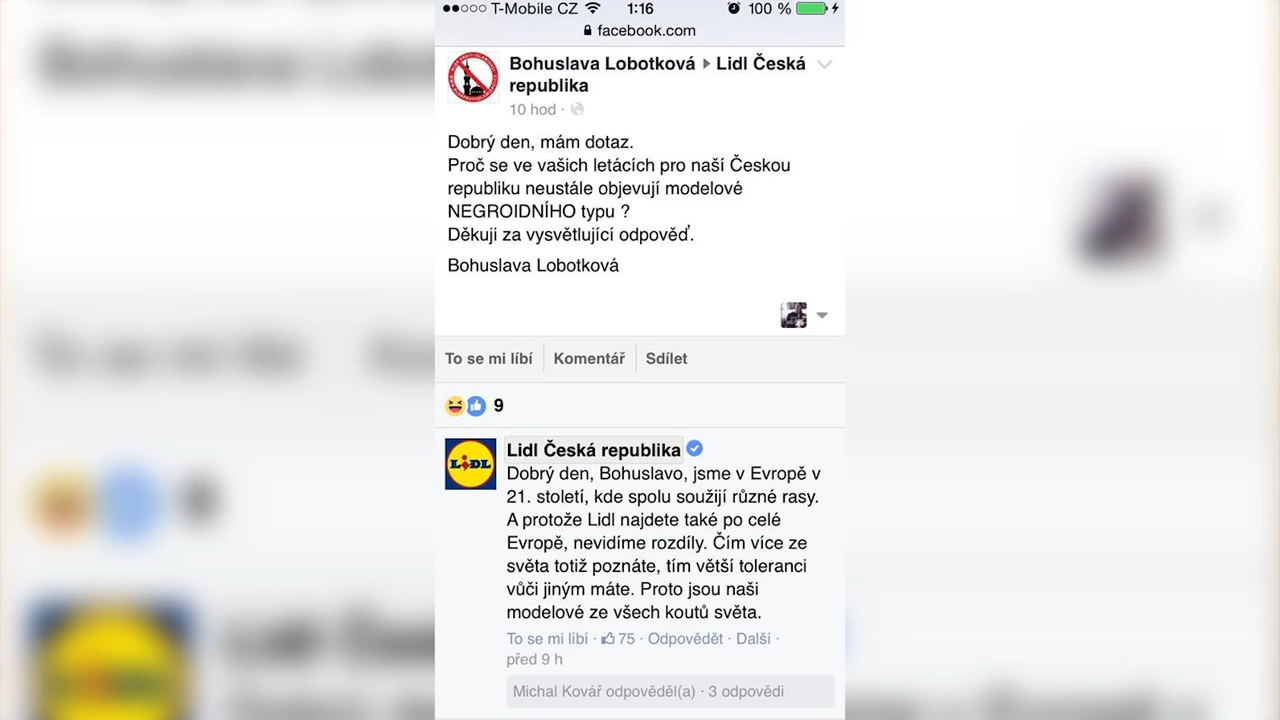 T-Mobile CZ 1:16 100 %
facebook.com
Bohuslava Lobotková Lidl Česká
republika
10 hod ·
Dobrý den, mám dotaz.
Proč se ve vašich letácích pro naší Českou
republiku neustále objevují modelové
NEGROIDNÍHO typu ?
Děkuji za vysvětlující odpověď.
Bohuslava Lobotková
To se mi líbí Komentář Sdílet
9
Lidl Česká republika
LIDL
Dobrý den, Bohuslavo, jsme v Evropě v
21. století, kde spolu soužijí různé rasy.
A protože Lidl najdete také po celé
Evropě, nevidíme rozdíly. Čím více ze
světa totiž poznáte, tím větší toleranci
vůči jiným máte. Proto jsou naši
modelové ze všech koutů světa.
To se mi líbí · 75 · Odpovědět · Další ·
před 9 h
Michal Kovář odpověděl(a) · 3 odpovědi